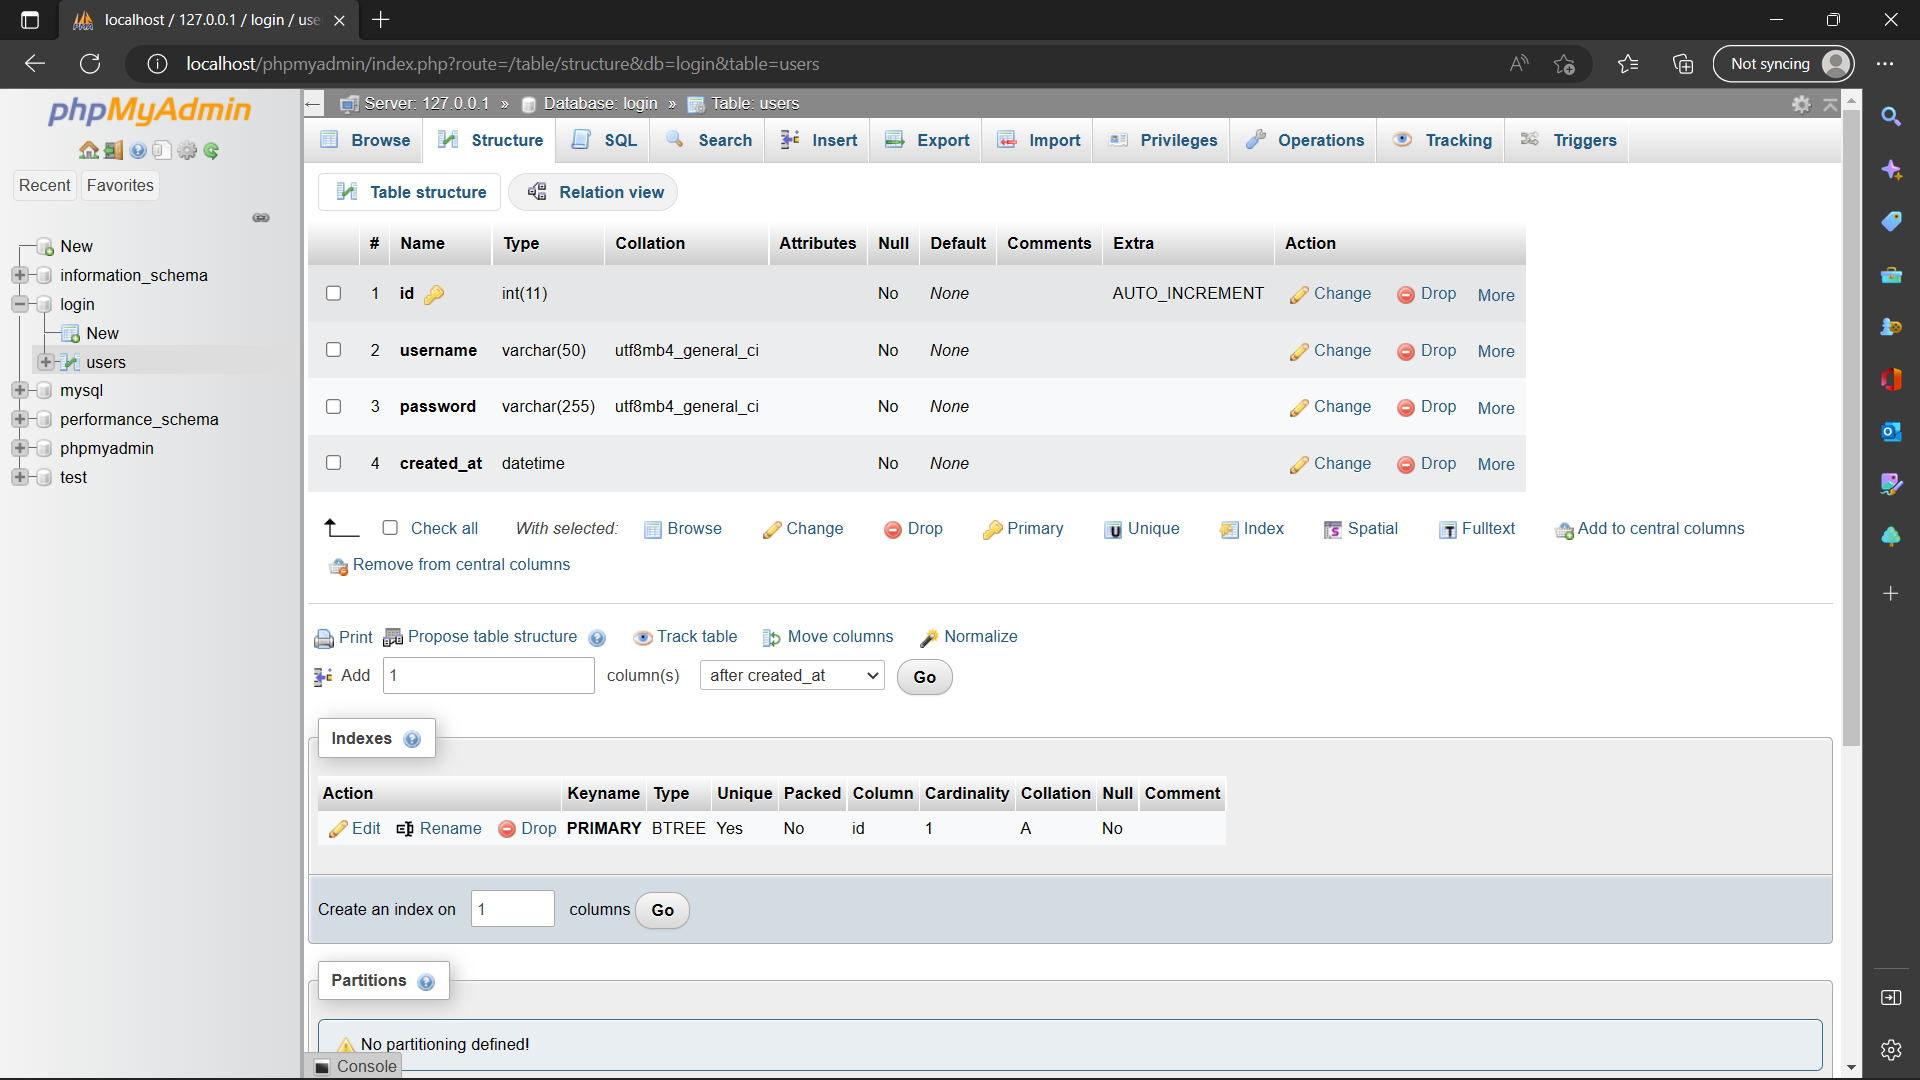 localhost / 127.0.0.1 / login / use
localhost/phpmyadmin/index.php?route=/table/structure&db=login&table=users
Not syncing
phpMyAdmin
Recent Favorites
New
information_schema
login
New
users
mysql
performance_schema
phpmyadmin
test
Server: 127.0.0.1 » Database: login » Table: users
Browse Structure SQL Search Insert Export Import Privileges Operations Tracking Triggers
Table structure Relation view
# Name Type Collation Attributes Null Default Comments Extra Action
1 id int(11) No None AUTO_INCREMENT Change Drop More
2 username varchar(50) utf8mb4_general_ci No None Change Drop More
3 password varchar(255) utf8mb4_general_ci No None Change Drop More
4 created_at datetime No None Change Drop More
Check all With selected: Browse Change Drop Primary Unique Index Spatial Fulltext Add to central columns
Remove from central columns
Print Propose table structure Track table Move columns Normalize
Add 1 column(s) after created_at Go
Indexes
Action Keyname Type Unique Packed Column Cardinality Collation Null Comment
Edit Rename Drop PRIMARY BTREE Yes No id 1 A No
Create an index on 1 columns Go
Partitions
No partitioning defined!
Console